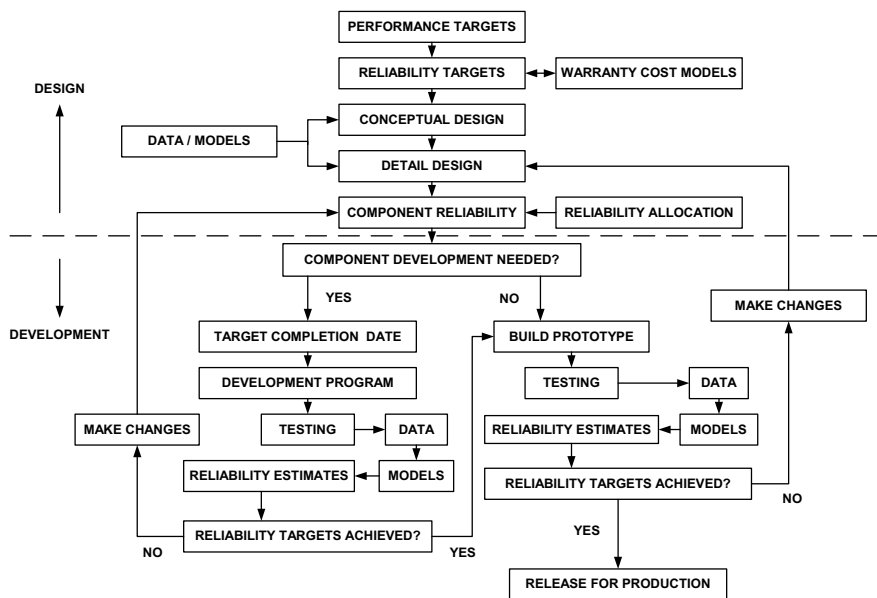 PERFORMANCE TARGETS
RELIABILITY TARGETS
WARRANTY COST MODELS
DESIGN
CONCEPTUAL DESIGN
DATA / MODELS
DETAIL DESIGN
COMPONENT RELIABILITY
RELIABILITY ALLOCATION
COMPONENT DEVELOPMENT NEEDED?
YES
NO
MAKE CHANGES
DEVELOPMENT
TARGET COMPLETION DATE
BUILD PROTOTYPE
DEVELOPMENT PROGRAM
TESTING
DATA
MAKE CHANGES
TESTING
DATA
RELIABILITY ESTIMATES
MODELS
RELIABILITY ESTIMATES
MODELS
RELIABILITY TARGETS ACHIEVED?
NO
RELIABILITY TARGETS ACHIEVED?
NO
YES
YES
RELEASE FOR PRODUCTION